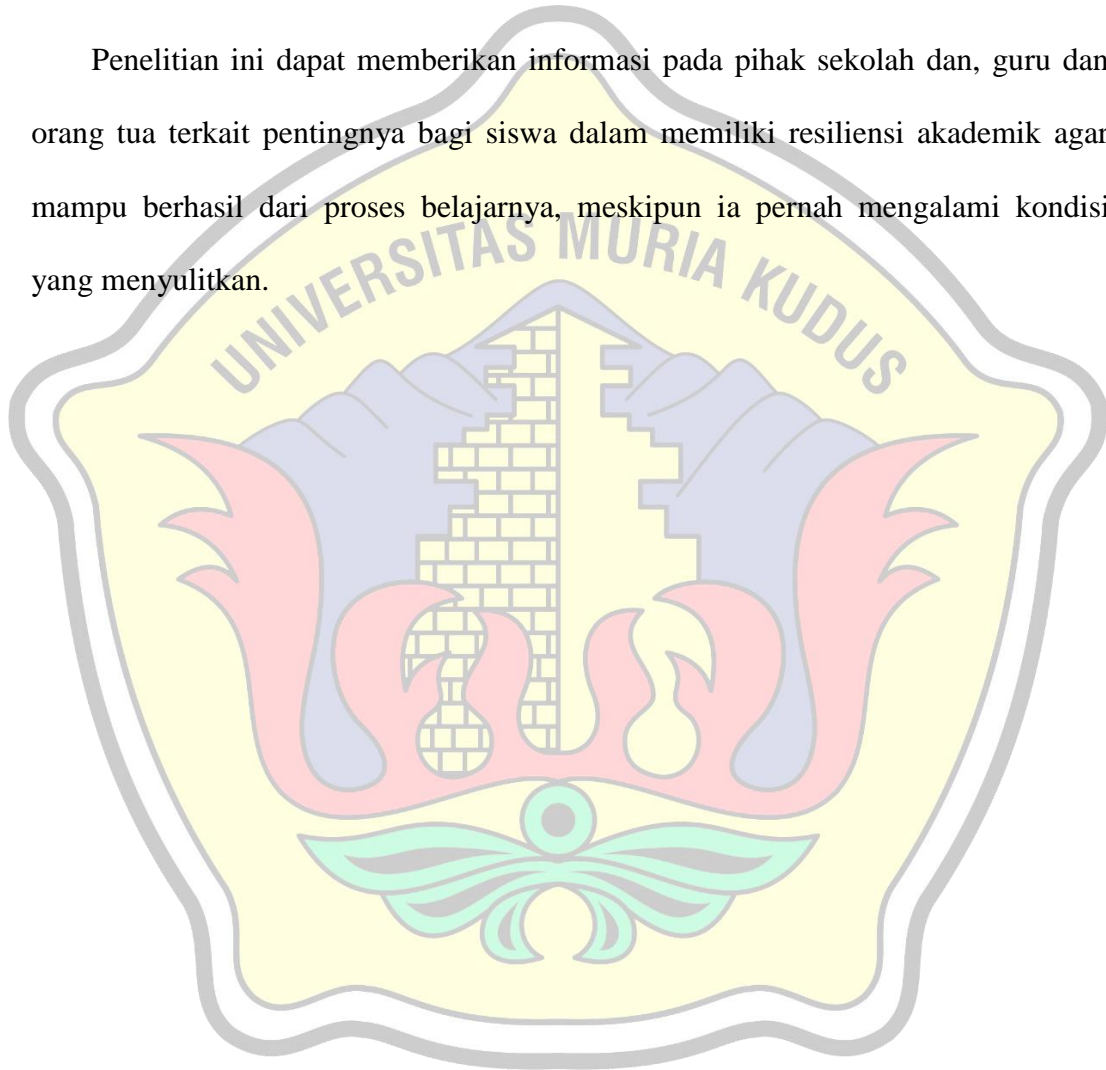 Penelitian ini dapat memberikan informasi pada pihak sekolah dan, guru dan
orang tua terkait pentingnya bagi siswa dalam memiliki resiliensi akademik agar
mampu berhasil dari proses belajarnya, meskipun ia pernah mengalami kondisi
yang menyulitkan.
UNIVERSITAS MURIA KUDUS